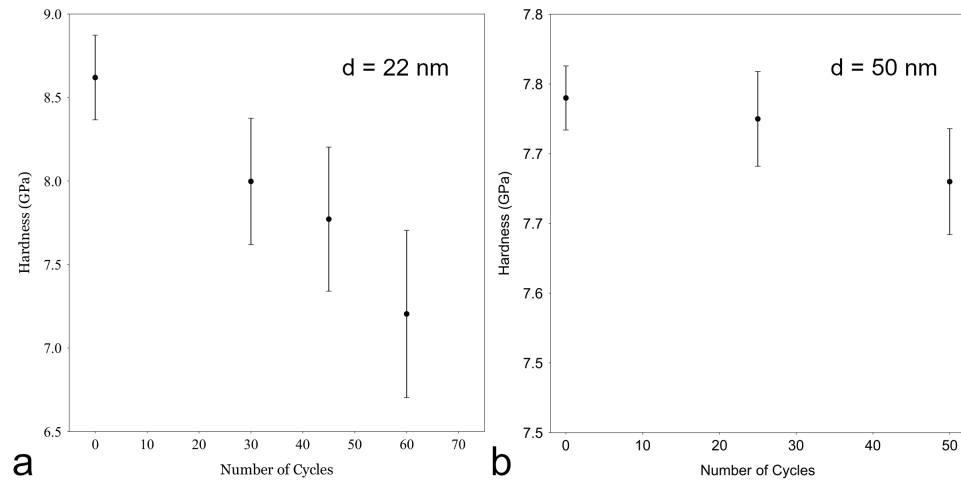 9.0
8.5
8.0
7.5
7.0
6.5
Hardness (GPa)
d = 22 nm
0 10 20 30 40 50 60 70
Number of Cycles
a
7.8
7.8
7.7
7.7
7.6
7.5
7.5
Hardness (GPa)
d = 50 nm
0 10 20 30 40 50
Number of Cycles
b